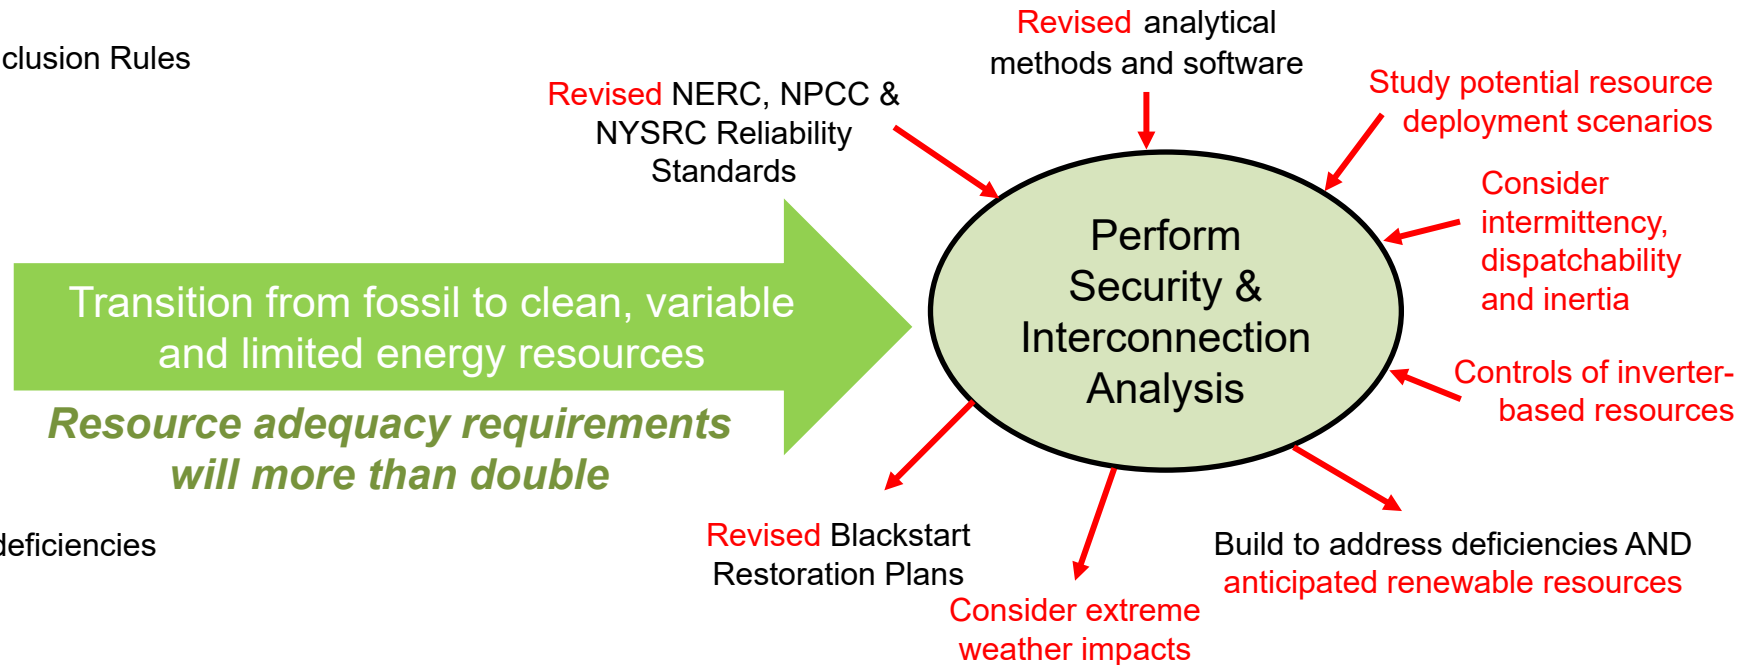 Revised analytical
methods and software
clusion Rules
Revised NERC, NPCC &
NYSRC Reliability
Standards
Study potential resource
deployment scenarios
Consider
intermittency,
dispatchability
and inertia
Perform
Security &
Interconnection
Analysis
Transition from fossil to clean, variable
and limited energy resources
Resource adequacy requirements
will more than double
Controls of inverter-
based resources
deficiencies
Revised Blackstart
Restoration Plans
Consider extreme
weather impacts
Build to address deficiencies AND
anticipated renewable resources